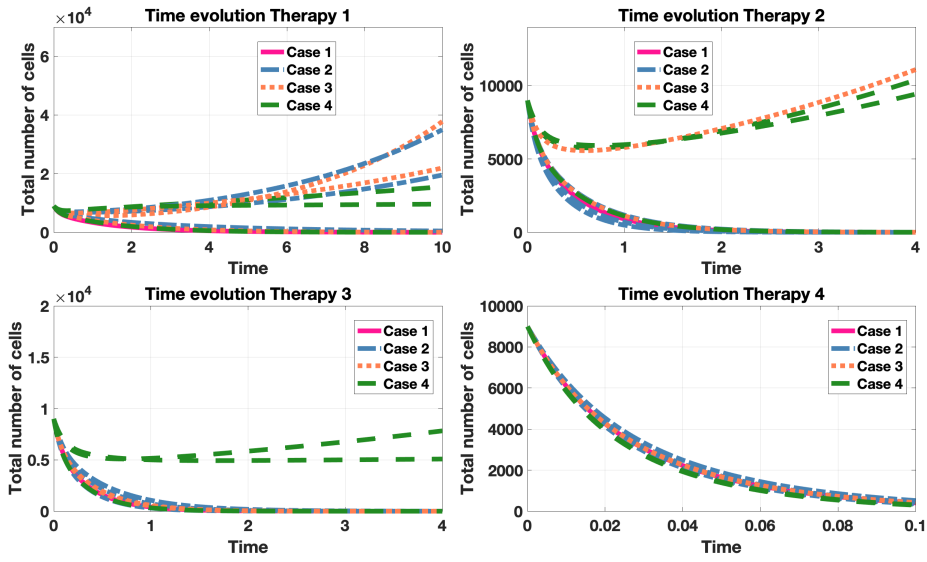 Time evolution Therapy 1
×10⁴
6
4
2
0
0 2 4 6 8 10
Total number of cells
Time
Case 1
Case 2
Case 3
Case 4
Time evolution Therapy 2
10000
5000
0
0 1 2 3 4
Total number of cells
Time
Case 1
Case 2
Case 3
Case 4
Time evolution Therapy 3
×10⁴
2
1.5
1
0.5
0
0 1 2 3 4
Total number of cells
Time
Case 1
Case 2
Case 3
Case 4
Time evolution Therapy 4
10000
8000
6000
4000
2000
0
0 0.02 0.04 0.06 0.08 0.1
Total number of cells
Time
Case 1
Case 2
Case 3
Case 4